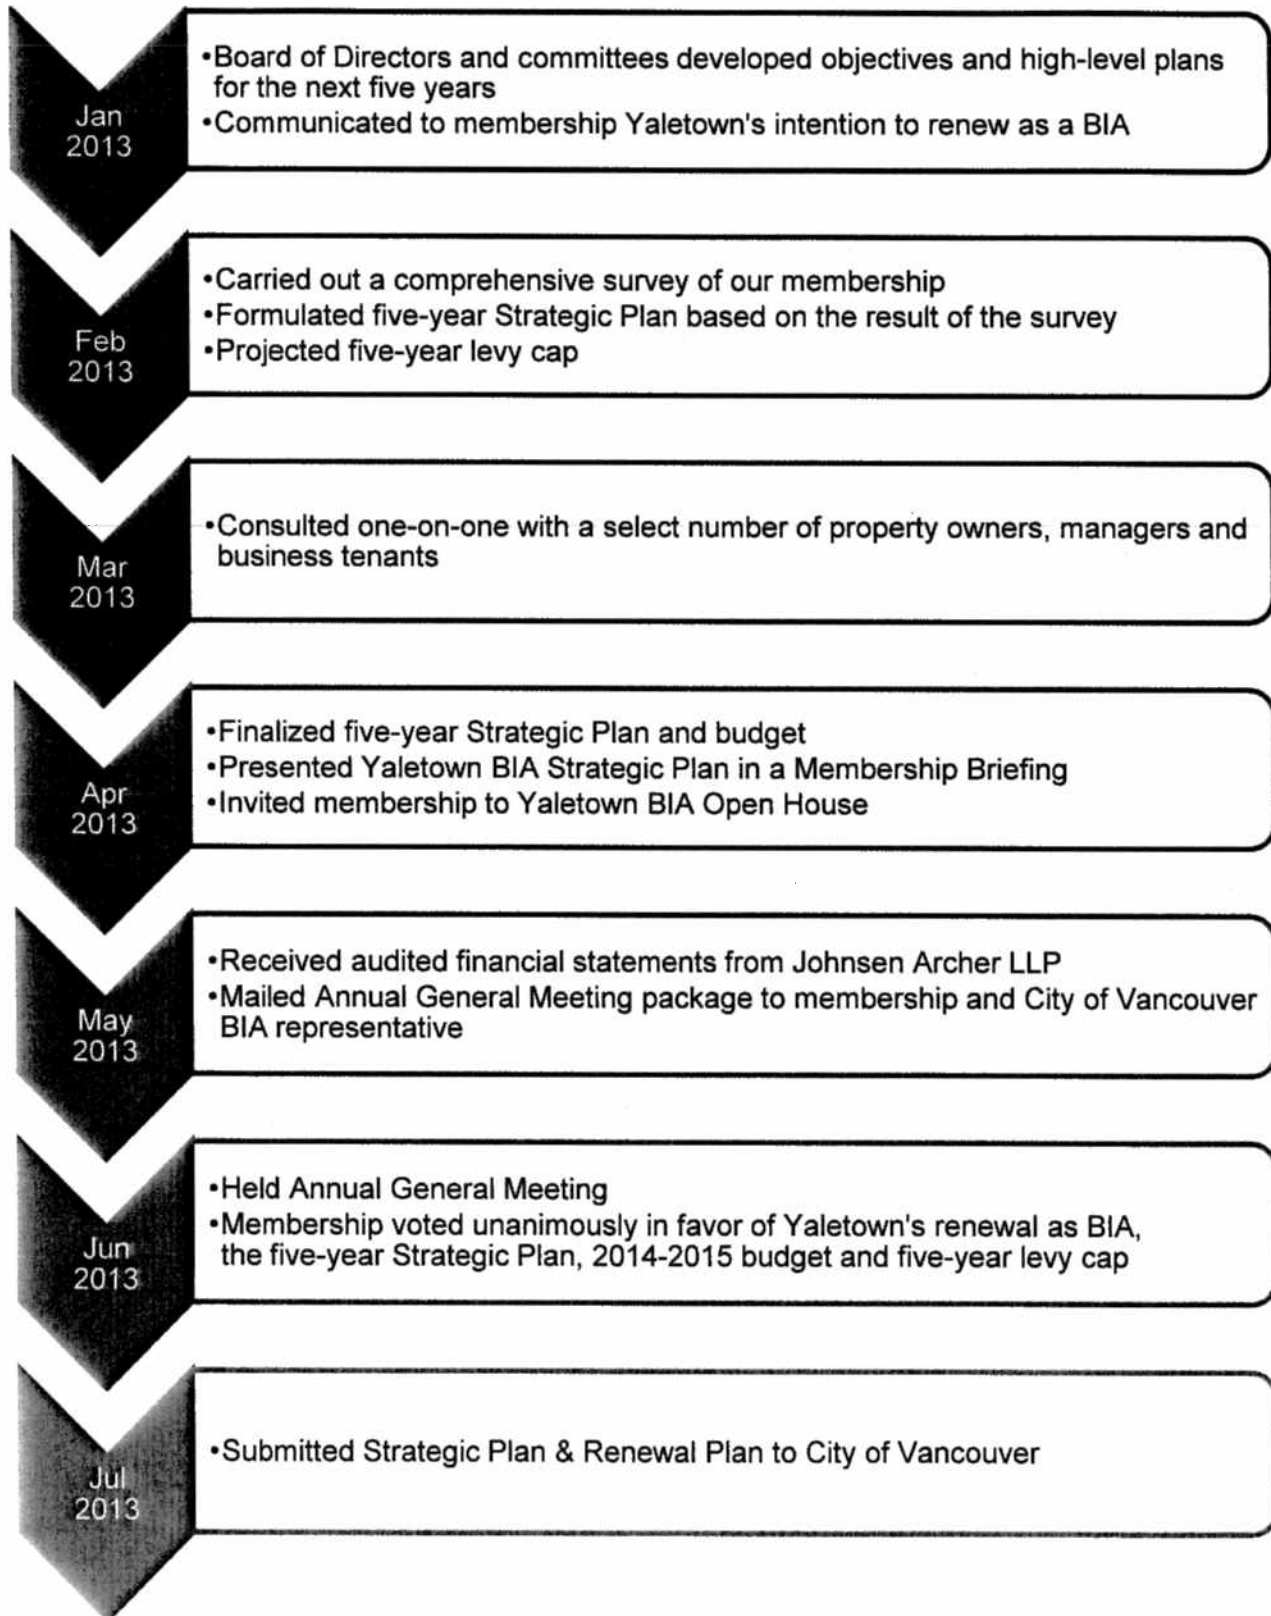 Jan
2013
•Board of Directors and committees developed objectives and high-level plans
for the next five years
•Communicated to membership Yaletown's intention to renew as a BIA
Feb
2013
•Carried out a comprehensive survey of our membership
•Formulated five-year Strategic Plan based on the result of the survey
•Projected five-year levy cap
Mar
2013
•Consulted one-on-one with a select number of property owners, managers and
business tenants
Apr
2013
•Finalized five-year Strategic Plan and budget
•Presented Yaletown BIA Strategic Plan in a Membership Briefing
•Invited membership to Yaletown BIA Open House
May
2013
•Received audited financial statements from Johnsen Archer LLP
•Mailed Annual General Meeting package to membership and City of Vancouver
BIA representative
Jun
2013
•Held Annual General Meeting
•Membership voted unanimously in favor of Yaletown's renewal as BIA,
the five-year Strategic Plan, 2014-2015 budget and five-year levy cap
Jul
2013
•Submitted Strategic Plan & Renewal Plan to City of Vancouver